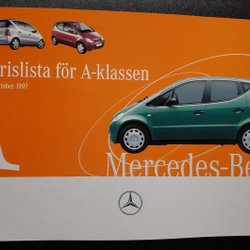 rislista för A-klassen
tober 1997
Mercedes-Be